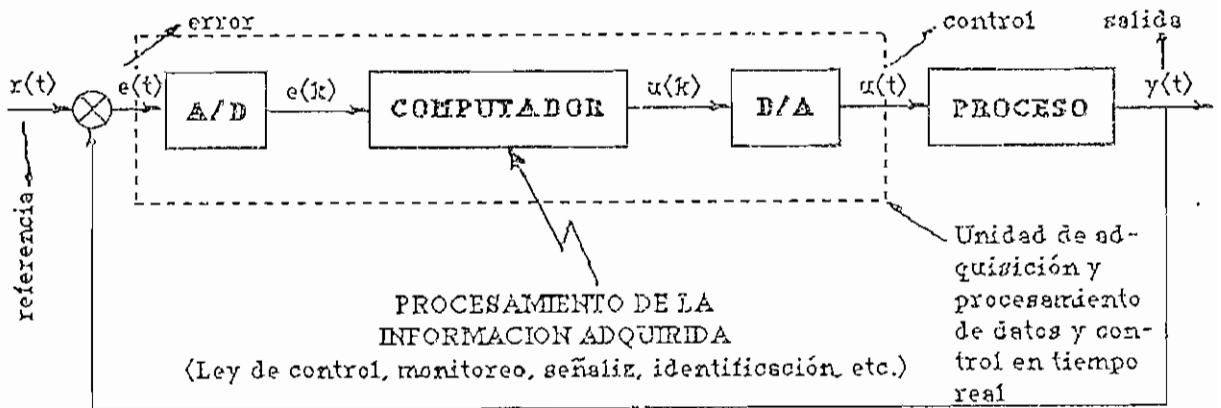 error
control
salida
r(t)
e(t)
A/D
e(k)
COMPUTADOR
u(k)
D/A
u(t)
PROCESO
y(t)
referencia
PROCESAMIENTO DE LA
INFORMACION ADQUIRIDA
(Ley de control, monitoreo, señaliz, identificación, etc.)
Unidad de ad-
quisición y
procesamiento
de datos y con-
trol en tiempo
real